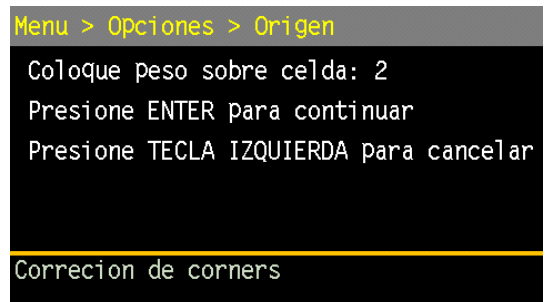 Menu > Opciones > Origen
Coloque peso sobre celda: 2
Presione ENTER para continuar
Presione TECLA IZQUIERDA para cancelar
Correcion de corners